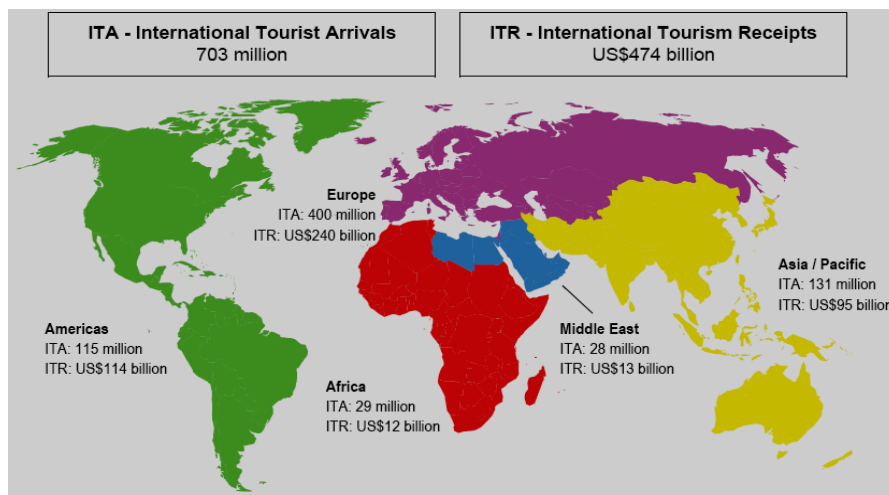 ITA - International Tourist Arrivals
703 million
ITR - International Tourism Receipts
US$474 billion
Europe
ITA: 400 million
ITR: US$240 billion
Asia / Pacific
ITA: 131 million
ITR: US$95 billion
Americas
ITA: 115 million
ITR: US$114 billion
Middle East
ITA: 28 million
ITR: US$13 billion
Africa
ITA: 29 million
ITR: US$12 billion